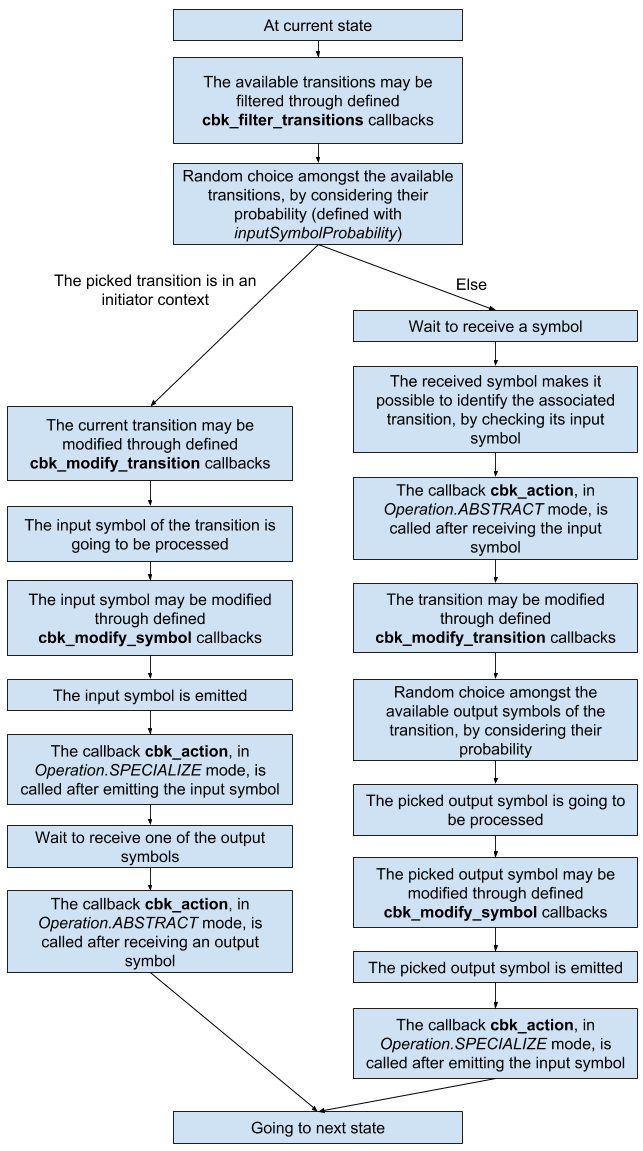 At current state
The available transitions may be
filtered through defined
cbk_filter_transitions callbacks
Random choice amongst the available
transitions, by considering their
probability (defined with
inputSymbolProbability)
The picked transition is in an
initiator context
Else
The current transition may be
modified through defined
cbk_modify_transition callbacks
The input symbol of the transition is
going to be processed
The input symbol may be modified
through defined
cbk_modify_symbol callbacks
The input symbol is emitted
The callback cbk_action, in
Operation.SPECIALIZE mode, is
called after emitting the input symbol
Wait to receive one of the output
symbols
The callback cbk_action, in
Operation.ABSTRACT mode, is
called after receiving an output
symbol
Wait to receive a symbol
The received symbol makes it
possible to identify the associated
transition, by checking its input
symbol
The callback cbk_action, in
Operation.ABSTRACT mode, is
called after receiving the input
symbol
The transition may be modified
through defined
cbk_modify_transition callbacks
Random choice amongst the
available output symbols of the
transition, by considering their
probability
The picked output symbol is going
to be processed
The picked output symbol may be
modified through defined
cbk_modify_symbol callbacks
The picked output symbol is emitted
The callback cbk_action, in
Operation.SPECIALIZE mode, is
called after emitting the input symbol
Going to next state